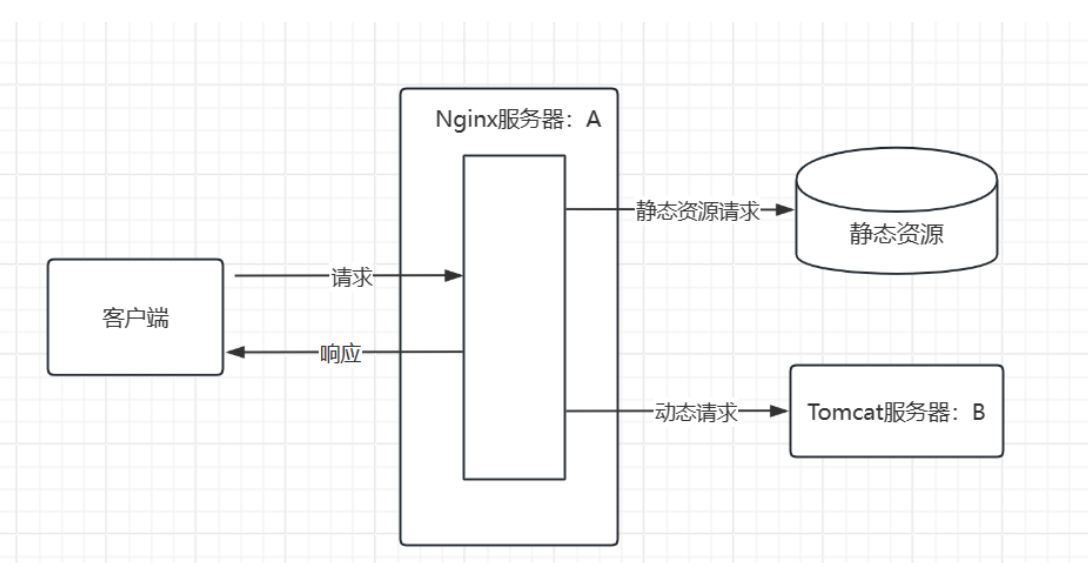 Nginx服务器：A
静态资源请求
静态资源
请求
客户端
响应
动态请求
Tomcat服务器：B